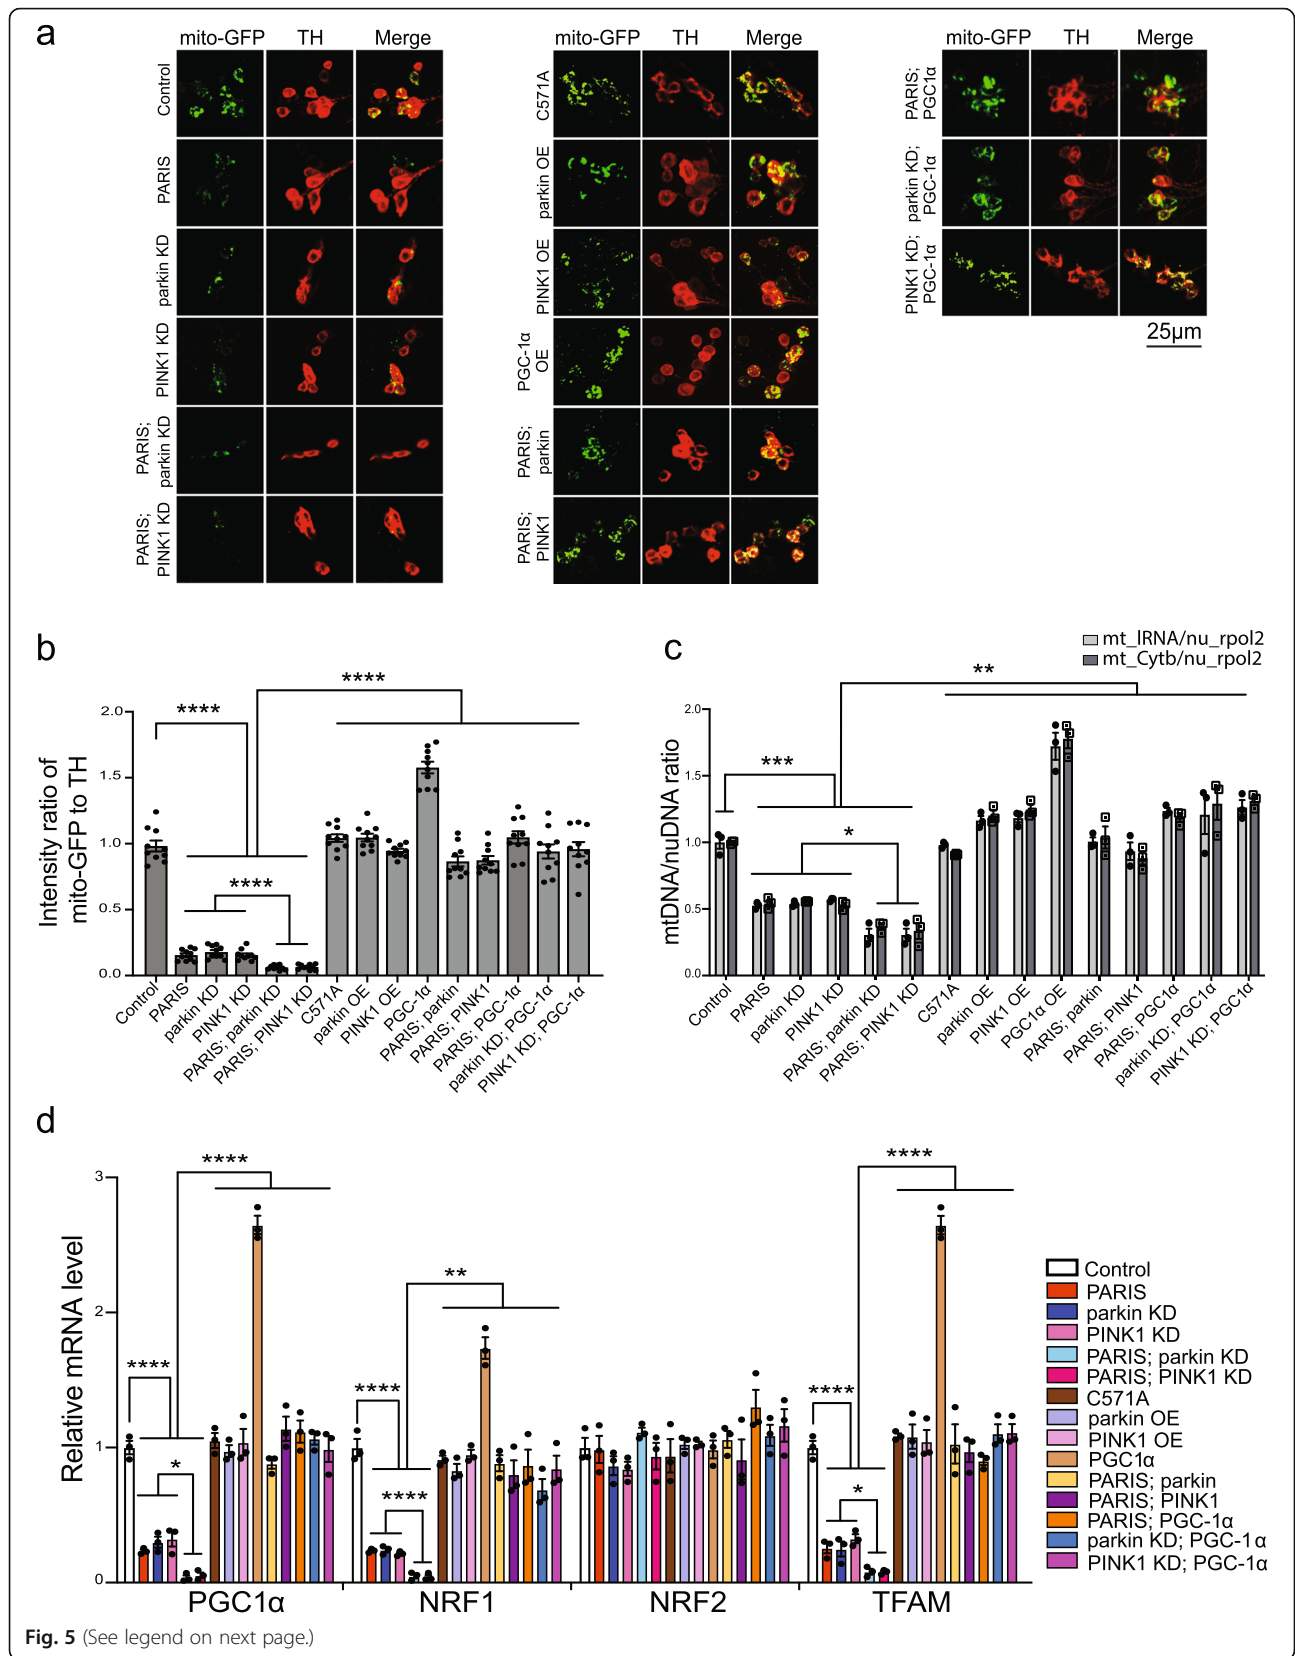 a
mito-GFP TH Merge
Control
PARIS
parkin KD
PINK1 KD
PARIS;
parkin KD
PARIS;
PINK1 KD
mito-GFP TH Merge
C571A
parkin OE
PINK1 OE
PGC-1α
OE
PARIS;
parkin
PARIS;
PINK1
mito-GFP TH Merge
PARIS;
PGC1α
parkin KD;
PGC-1α
PINK1 KD;
PGC-1α
25μm
b
Intensity ratio of
mito-GFP to TH
2.0
1.5
1.0
0.5
0.0
****
****
****
Control
PARIS
parkin KD
PINK1 KD
PARIS; parkin KD
PARIS; PINK1 KD
C571A
parkin OE
PINK1 OE
PGC-1α
PARIS; parkin
PARIS; PINK1
PARIS; PGC-1α
parkin KD; PGC-1α
PINK1 KD; PGC-1α
c
mt_lRNA/nu_rpol2
mt_Cytb/nu_rpol2
mtDNA/nuDNA ratio
2.0
1.5
1.0
0.5
0.0
***
**
*
Control
PARIS
parkin KD
PINK1 KD
PARIS; parkin KD
PARIS; PINK1 KD
C571A
parkin OE
PINK1 OE
PGC1α OE
PARIS; parkin
PARIS; PINK1
PARIS; PGC1α
parkin KD; PGC1α
PINK1 KD; PGC1α
d
Relative mRNA level
3
2
1
0
****
****
*
****
**
****
****
****
*
PGC1α NRF1 NRF2 TFAM
Control
PARIS
parkin KD
PINK1 KD
PARIS; parkin KD
PARIS; PINK1 KD
C571A
parkin OE
PINK1 OE
PGC1α
PARIS; parkin
PARIS; PINK1
PARIS; PGC-1α
parkin KD; PGC-1α
PINK1 KD; PGC-1α
Fig. 5 (See legend on next page.)